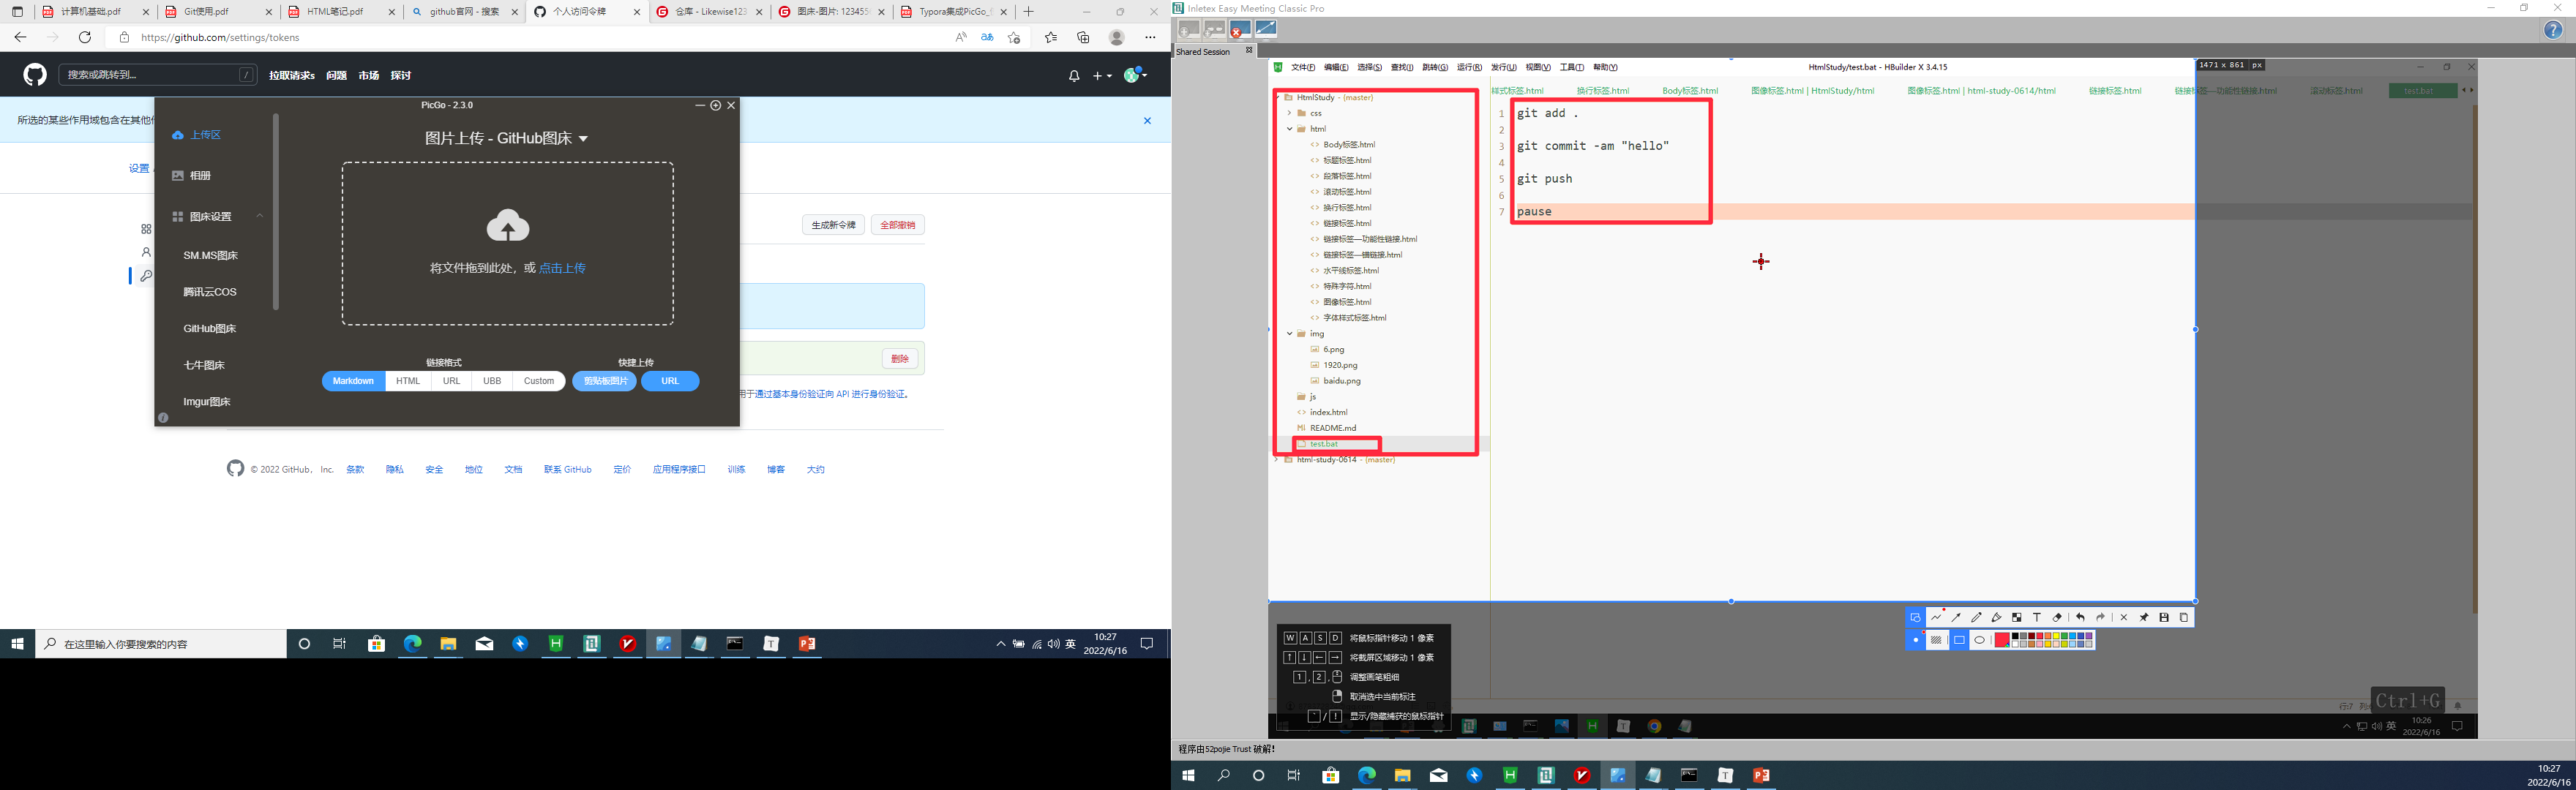 计算机基础.pdf
Git使用.pdf
HTML笔记.pdf
github官网 - 搜索
个人访问令牌
仓库 - Likewise123
图床-图片: 123455
Typora集成PicGo_
https://github.com/settings/tokens
搜索或跳转到...
/
拉取请求s 问题 市场 探讨
所选的某些作用域包含在其他
设置
生成新令牌
全部撤销
删除
用于通过基本身份验证向 API 进行身份验证。
© 2022 GitHub, Inc. 条款 隐私 安全 地位 文档 联系 GitHub 定价 应用程序接口 训练 博客 大约
PicGo - 2.3.0
上传区
相册
图床设置
SM.MS图床
腾讯云COS
GitHub图床
七牛图床
Imgur图床
图片上传 - GitHub图床
将文件拖到此处，或 点击上传
链接格式
快捷上传
Markdown HTML URL UBB Custom
剪贴板图片 URL
在这里输入你要搜索的内容
英
10:27
2022/6/16
Inletex Easy Meeting Classic Pro
Shared Session
文件(F) 编辑(E) 选择(S) 查找(I) 跳转(G) 运行(R) 发行(U) 视图(V) 工具(T) 帮助(Y)
HtmlStudy/test.bat - HBuilder X 3.4.15
1471 x 861 px
样式标签.html
换行标签.html
Body标签.html
图像标签.html | HtmlStudy/html
图像标签.html | html-study-0614/html
链接标签.html
链接标签—功能性链接.html
滚动标签.html
test.bat
HtmlStudy - (master)
css
html
Body标签.html
标题标签.html
段落标签.html
滚动标签.html
换行标签.html
链接标签.html
链接标签—功能性链接.html
链接标签—锚链接.html
水平线标签.html
特殊字符.html
图像标签.html
字体样式标签.html
img
6.png
1920.png
baidu.png
js
index.html
README.md
test.bat
html-study-0614 - (master)
1 git add .
2
3 git commit -am "hello"
4
5 git push
6
7 pause
W A S D 将鼠标指针移动 1 像素
↑ ↓ ← → 将截屏区域移动 1 像素
1 , 2 , 调整画笔粗细
取消选中当前标注
` / ! 显示/隐藏捕获的鼠标指针
Ctrl+G
英
10:26
2022/6/16
程序由52pojie Trust 破解!
10:27
2022/6/16